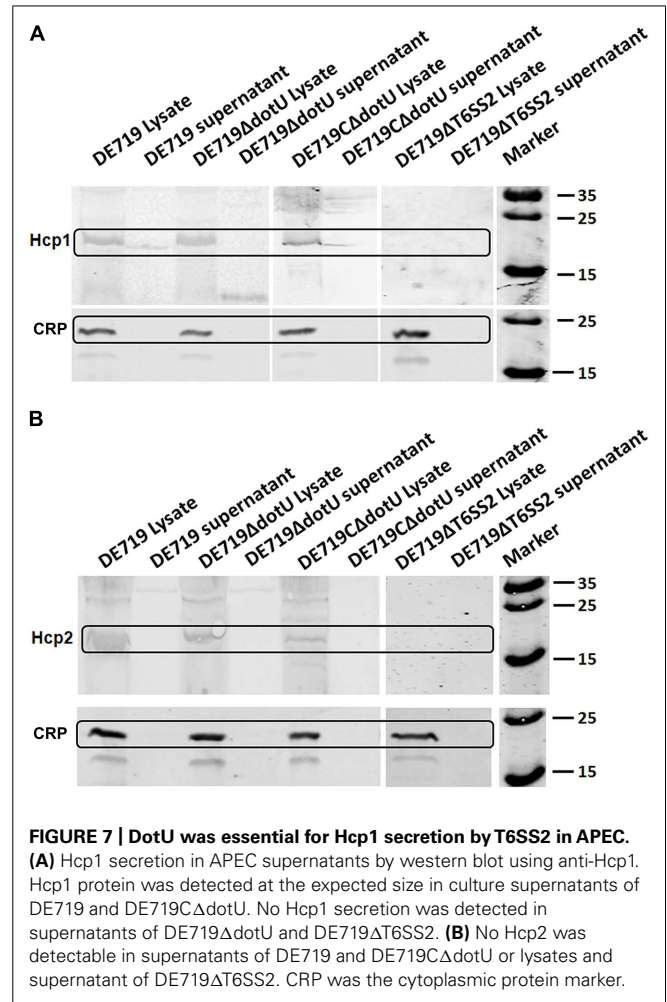 A
DE719 Lysate
DE719 supernatant
DE719ΔdotU Lysate
DE719ΔdotU supernatant
DE719CΔdotU Lysate
DE719CΔdotU supernatant
DE719ΔT6SS2 Lysate
DE719ΔT6SS2 supernatant
Marker
Hcp1
35
25
15
CRP
25
15
B
DE719 Lysate
DE719 supernatant
DE719ΔdotU Lysate
DE719ΔdotU supernatant
DE719CΔdotU Lysate
DE719CΔdotU supernatant
DE719ΔT6SS2 Lysate
DE719ΔT6SS2 supernatant
Marker
Hcp2
35
25
15
CRP
25
15
FIGURE 7 | DotU was essential for Hcp1 secretion by T6SS2 in APEC.
(A) Hcp1 secretion in APEC supernatants by western blot using anti-Hcp1.
Hcp1 protein was detected at the expected size in culture supernatants of
DE719 and DE719CΔdotU. No Hcp1 secretion was detected in
supernatants of DE719ΔdotU and DE719ΔT6SS2. (B) No Hcp2 was
detectable in supernatants of DE719 and DE719CΔdotU or lysates and
supernatant of DE719ΔT6SS2. CRP was the cytoplasmic protein marker.